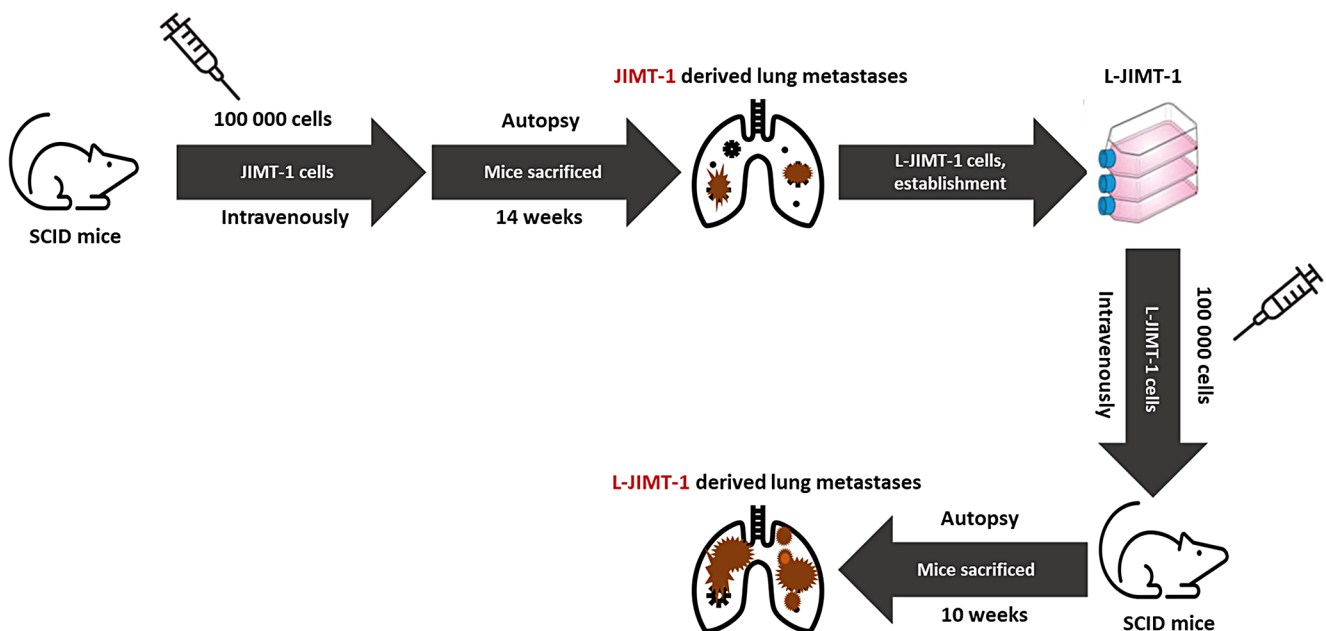 100 000 cells
JIMT-1 cells
Intravenously
SCID mice
Autopsy
Mice sacrificed
14 weeks
JIMT-1 derived lung metastases
L-JIMT-1 cells,
establishment
L-JIMT-1
100 000 cells
L-JIMT-1 cells
Intravenously
SCID mice
Autopsy
Mice sacrificed
10 weeks
L-JIMT-1 derived lung metastases